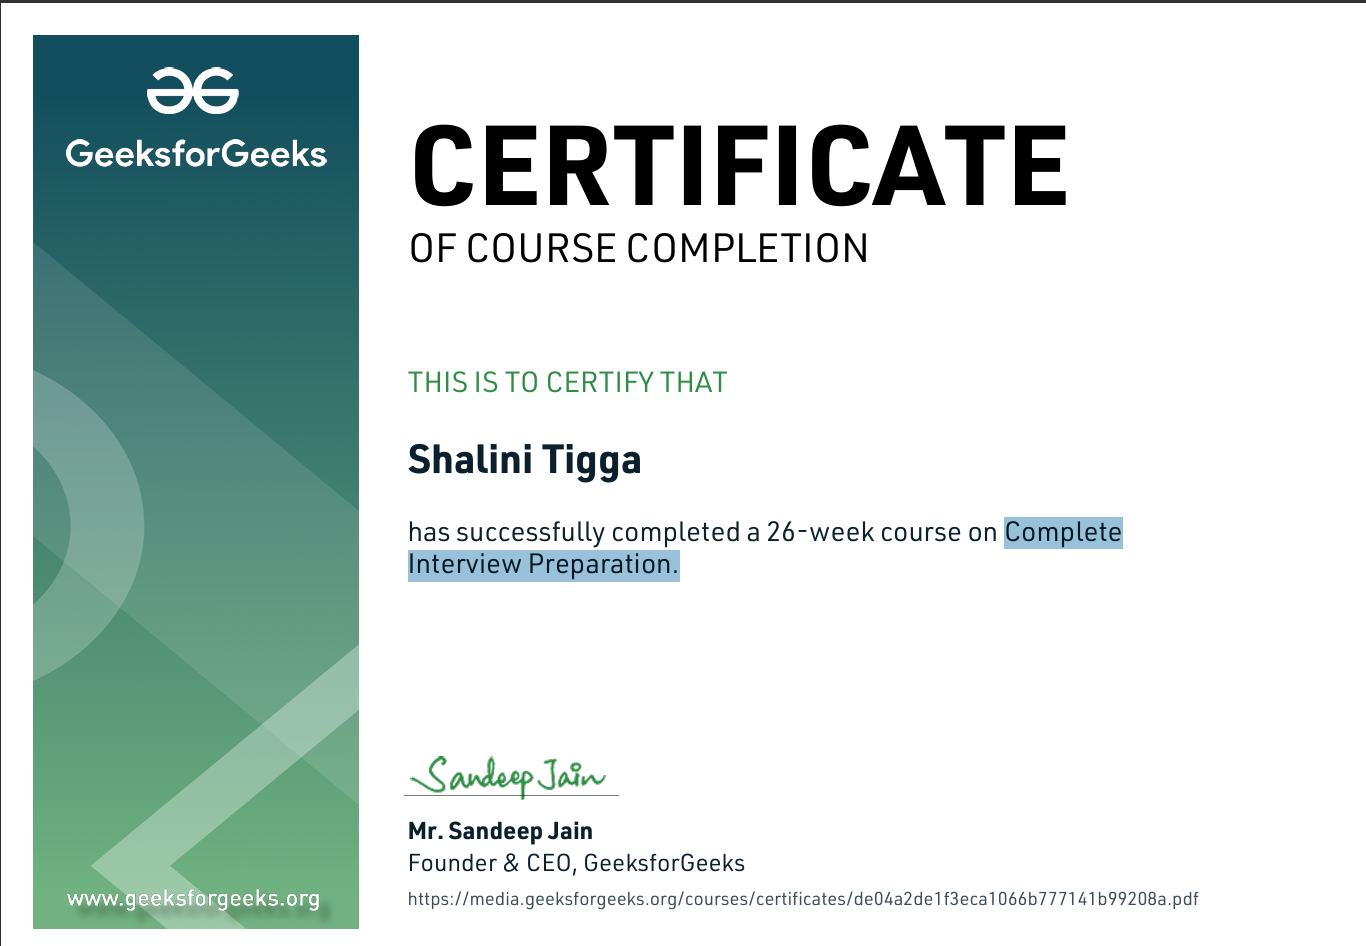 GeeksforGeeks
CERTIFICATE
OF COURSE COMPLETION
THIS IS TO CERTIFY THAT
Shalini Tigga
has successfully completed a 26-week course on Complete
Interview Preparation.
Sandeep Jain
Mr. Sandeep Jain
Founder & CEO, GeeksforGeeks
www.geeksforgeeks.org
https://media.geeksforgeeks.org/courses/certificates/de04a2de1f3eca1066b777141b99208a.pdf